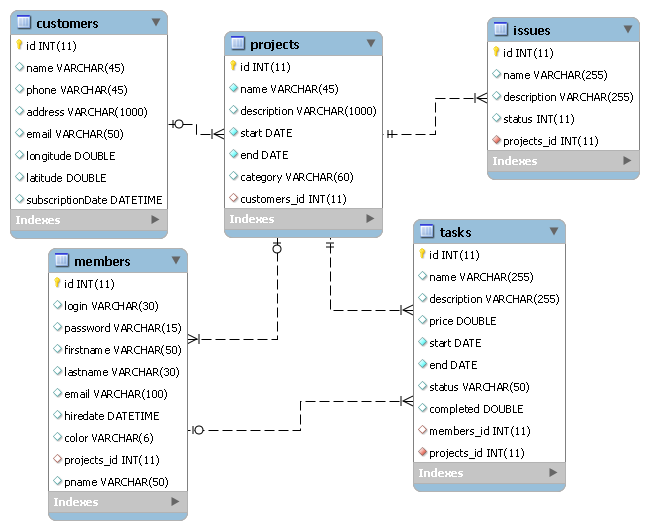 customers
id INT(11)
name VARCHAR(45)
phone VARCHAR(45)
address VARCHAR(1000)
email VARCHAR(50)
longitude DOUBLE
latitude DOUBLE
subscriptionDate DATETIME
Indexes
projects
id INT(11)
name VARCHAR(45)
description VARCHAR(1000)
start DATE
end DATE
category VARCHAR(60)
customers_id INT(11)
Indexes
issues
id INT(11)
name VARCHAR(255)
description VARCHAR(255)
status INT(11)
projects_id INT(11)
Indexes
members
id INT(11)
login VARCHAR(30)
password VARCHAR(15)
firstname VARCHAR(50)
lastname VARCHAR(30)
email VARCHAR(100)
hiredate DATETIME
color VARCHAR(6)
projects_id INT(11)
pname VARCHAR(50)
Indexes
tasks
id INT(11)
name VARCHAR(255)
description VARCHAR(255)
price DOUBLE
start DATE
end DATE
status VARCHAR(50)
completed DOUBLE
members_id INT(11)
projects_id INT(11)
Indexes